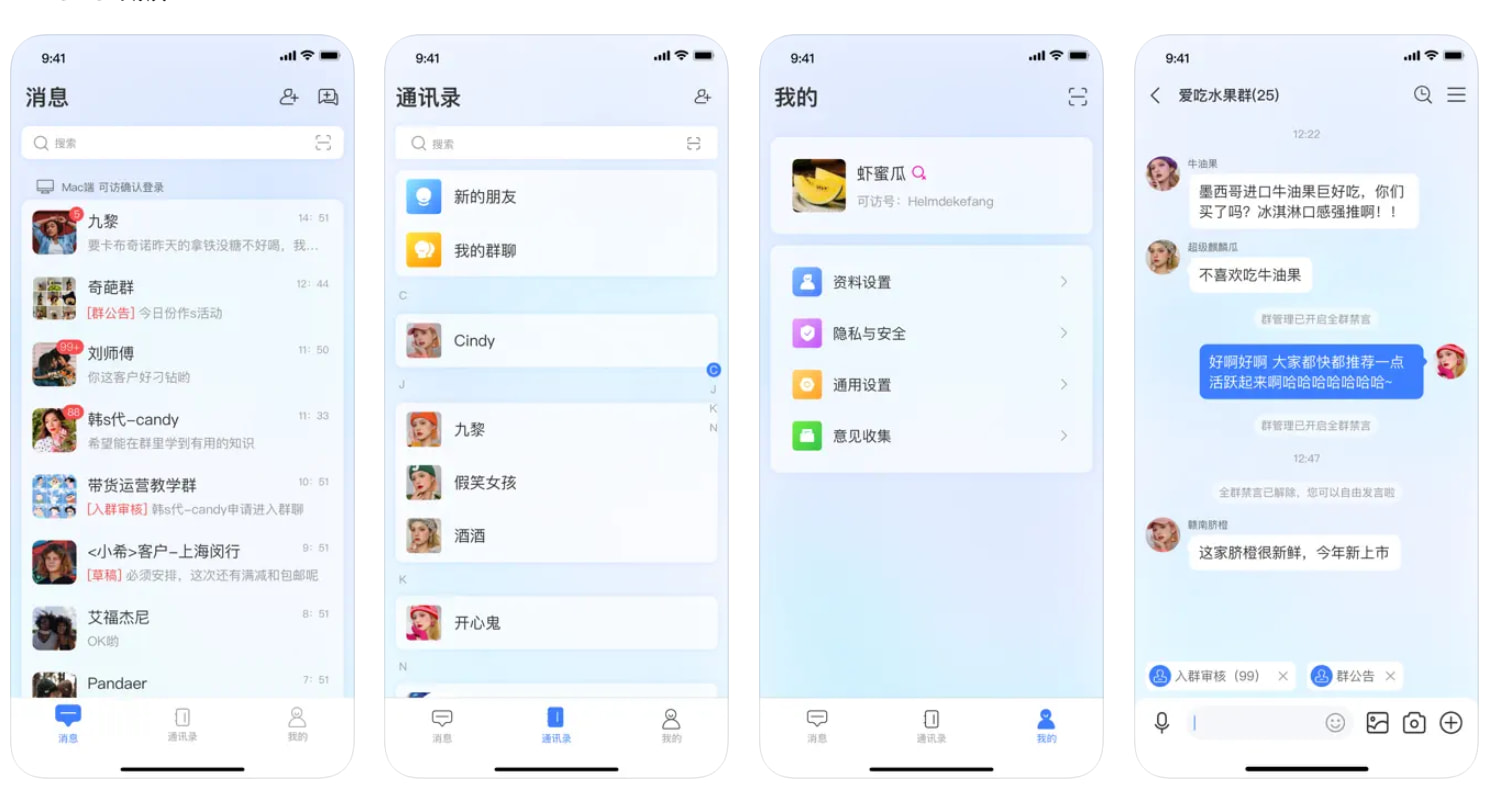 9:41
消息
搜索
Mac端 可访确认登录
5
九黎
14: 51
要卡布奇诺昨天的拿铁没糖不好喝，我...
奇葩群
12: 44
[群公告] 今日份作s活动
99+
刘师傅
11: 50
你这客户好刁钻哟
88
韩s代-candy
11: 33
希望能在群里学到有用的知识
带货运营教学群
10: 51
[入群审核] 韩s代-candy申请进入群聊
<小希>客户-上海闵行
9: 51
[草稿] 必须安排，这次还有满减和包邮呢
艾福杰尼
8: 51
OK哟
Pandaer
7: 51
消息
通讯录
我的
9:41
通讯录
搜索
新的朋友
我的群聊
C
Cindy
C
J
K
N
J
九黎
假笑女孩
酒酒
K
开心鬼
N
消息
通讯录
我的
9:41
我的
虾蜜瓜
可访号：Helmdekefang
资料设置
隐私与安全
通用设置
意见收集
消息
通讯录
我的
9:41
爱吃水果群(25)
12:22
牛油果
墨西哥进口牛油果巨好吃，你们
买了吗？冰淇淋口感强推啊！！
超级麒麟瓜
不喜欢吃牛油果
群管理已开启全群禁言
好啊好啊 大家都快都推荐一点
活跃起来啊哈哈哈哈哈哈哈~
群管理已开启全群禁言
12:47
全群禁言已解除，您可以自由发言啦
赣南脐橙
这家脐橙很新鲜，今年新上市
入群审核（99）
群公告